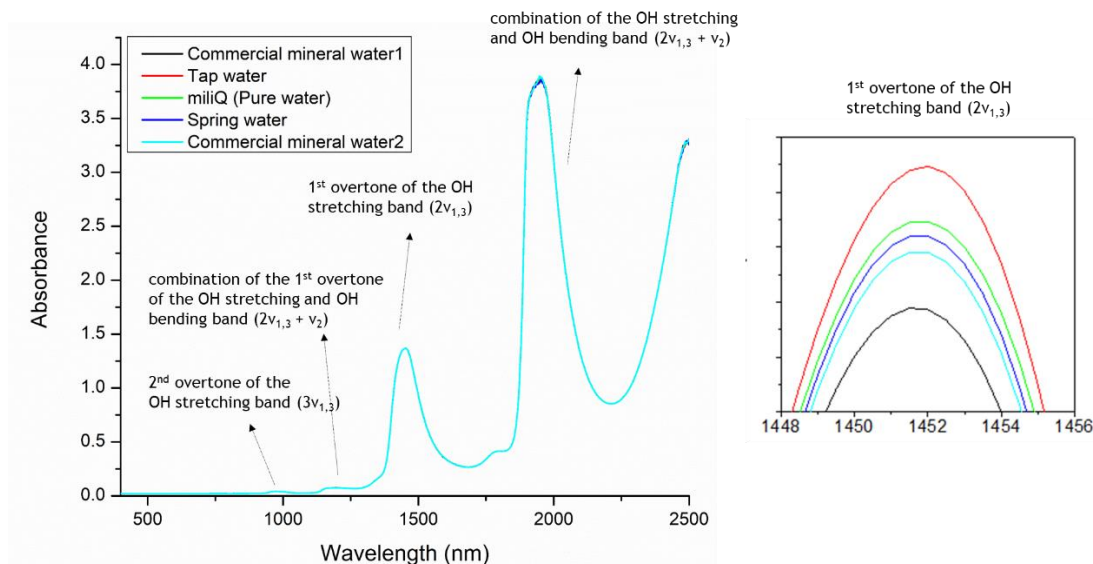 combination of the OH stretching
and OH bending band (2ν1,3 + ν2)
Commercial mineral water1
Tap water
miliQ (Pure water)
Spring water
Commercial mineral water2
1st overtone of the OH
stretching band (2ν1,3)
combination of the 1st overtone
of the OH stretching and OH
bending band (2ν1,3 + ν2)
2nd overtone of the
OH stretching band (3ν1,3)
Absorbance
4.0
3.5
3.0
2.5
2.0
1.5
1.0
0.5
0.0
500
1000
1500
2000
2500
Wavelength (nm)
1st overtone of the OH
stretching band (2ν1,3)
1448
1450
1452
1454
1456